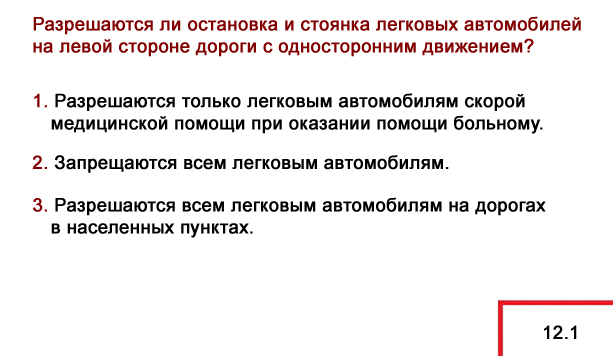 Разрешаются ли остановка и стоянка легковых автомобилей
на левой стороне дороги с односторонним движением?
1. Разрешаются только легковым автомобилям скорой
медицинской помощи при оказании помощи больному.
2. Запрещаются всем легковым автомобилям.
3. Разрешаются всем легковым автомобилям на дорогах
в населенных пунктах.
12.1